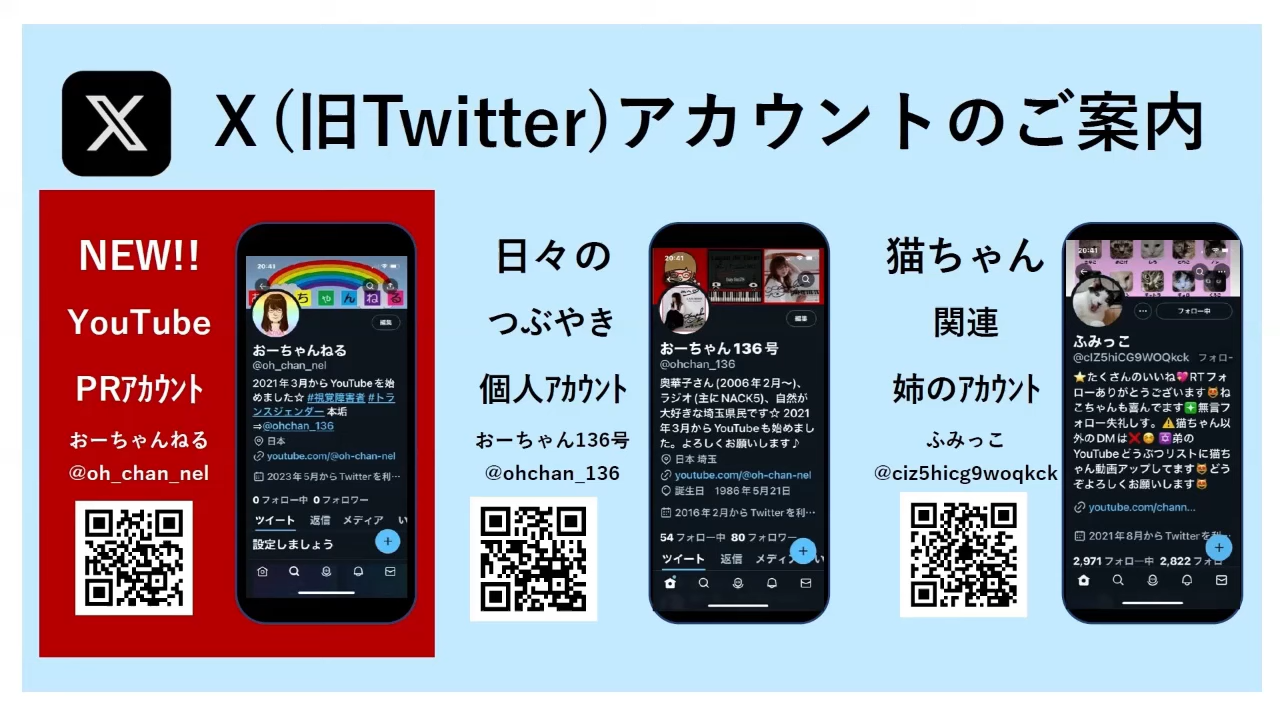 X (旧Twitter)アカウントのご案内
NEW!!
YouTube
PRｱｶｳﾝﾄ
おーちゃんねる
@oh_chan_nel
20:41
編集
おーちゃんねる
@oh_chan_nel
2021年3月からYouTubeを始
めました☆ #視覚障害者 #トラ
ンスジェンダー 本垢
⇒@ohchan_136
日本
youtube.com/@oh-chan-nel
2023年5月からTwitterを利…
0 フォロー中 0 フォロワー
ツイート 返信 メディア い
設定しましょう
日々の
つぶやき
個人ｱｶｳﾝﾄ
おーちゃん136号
@ohchan_136
20:41
編集
おーちゃん136号
@ohchan_136
奥華子さん (2006年2月〜)、
ラジオ (主にNACK5)、自然が
大好きな埼玉県民です☆ 2021
年3月からYouTubeも始めまし
た。よろしくお願いします♪
日本 埼玉
youtube.com/@oh-chan-nel
誕生日 1986年5月21日
2016年2月からTwitterを利…
54 フォロー中 80 フォロワー
ツイート 返信 メディア い
猫ちゃん
関連
姉のｱｶｳﾝﾄ
ふみっこ
@ciz5hicg9woqkck
20:41
フォロー中
ふみっこ
@cIZ5hiCG9WOQkck フォロー
⭐たくさんのいいね💖RTフォ
ローありがとうございます😸ね
こちゃんも喜んでます➕無言フ
ォロー失礼しす。⚠猫ちゃん以
外のDMは❌😊🔯弟の
YouTubeどうぶつリストに猫ち
ゃん動画アップしてます😸どう
ぞよろしくお願いします😸
youtube.com/chann...
2021年8月からTwitterを利…
2,971 フォロー中 2,822 フォロ